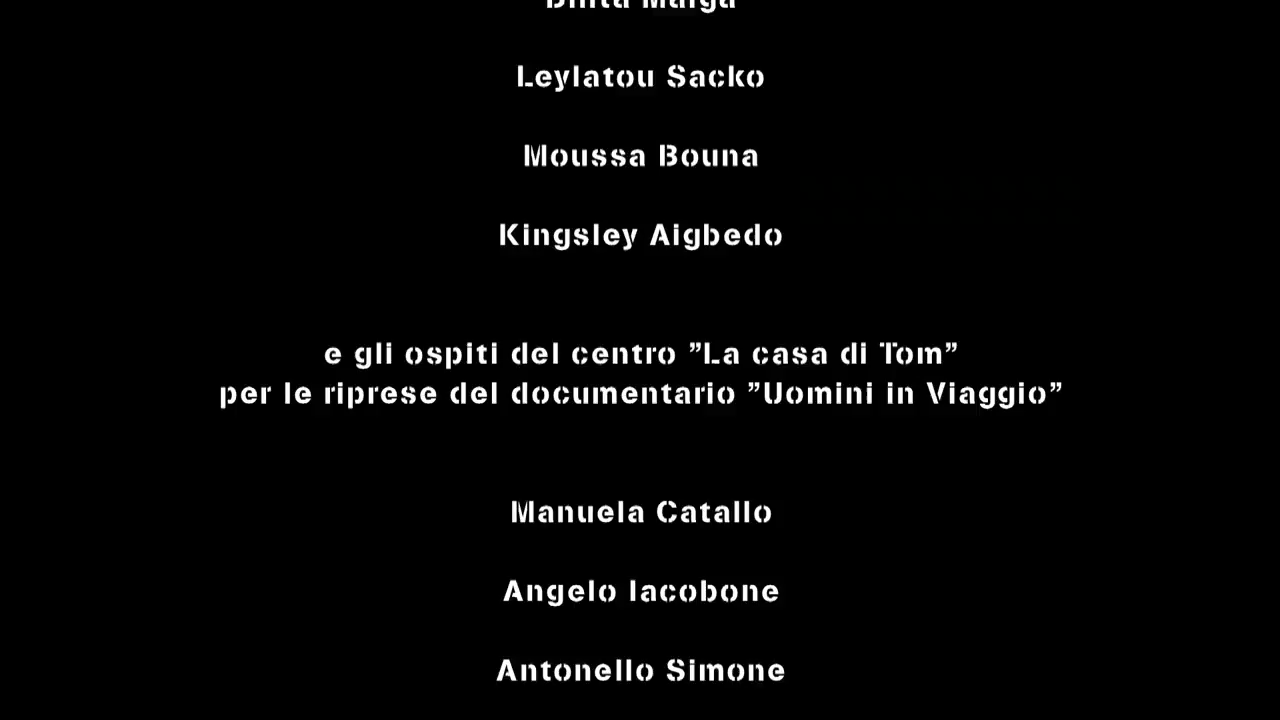 Leylatou Sacko
Moussa Bouna
Kingsley Aigbedo
e gli ospiti del centro ”La casa di Tom”
per le riprese del documentario ”Uomini in Viaggio”
Manuela Catallo
Angelo Iacobone
Antonello Simone